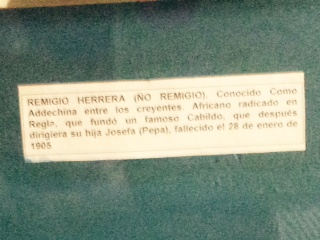 REMIGIO HERRERA (ÑO REMIGIO). Conocido Como
Addechina entre los creyentes. Africano radicado en
Regla, que fundó un famoso Cabildo, que después
dirigiera su hija Josefa (Pepa), fallecido el 28 de enero de
1905